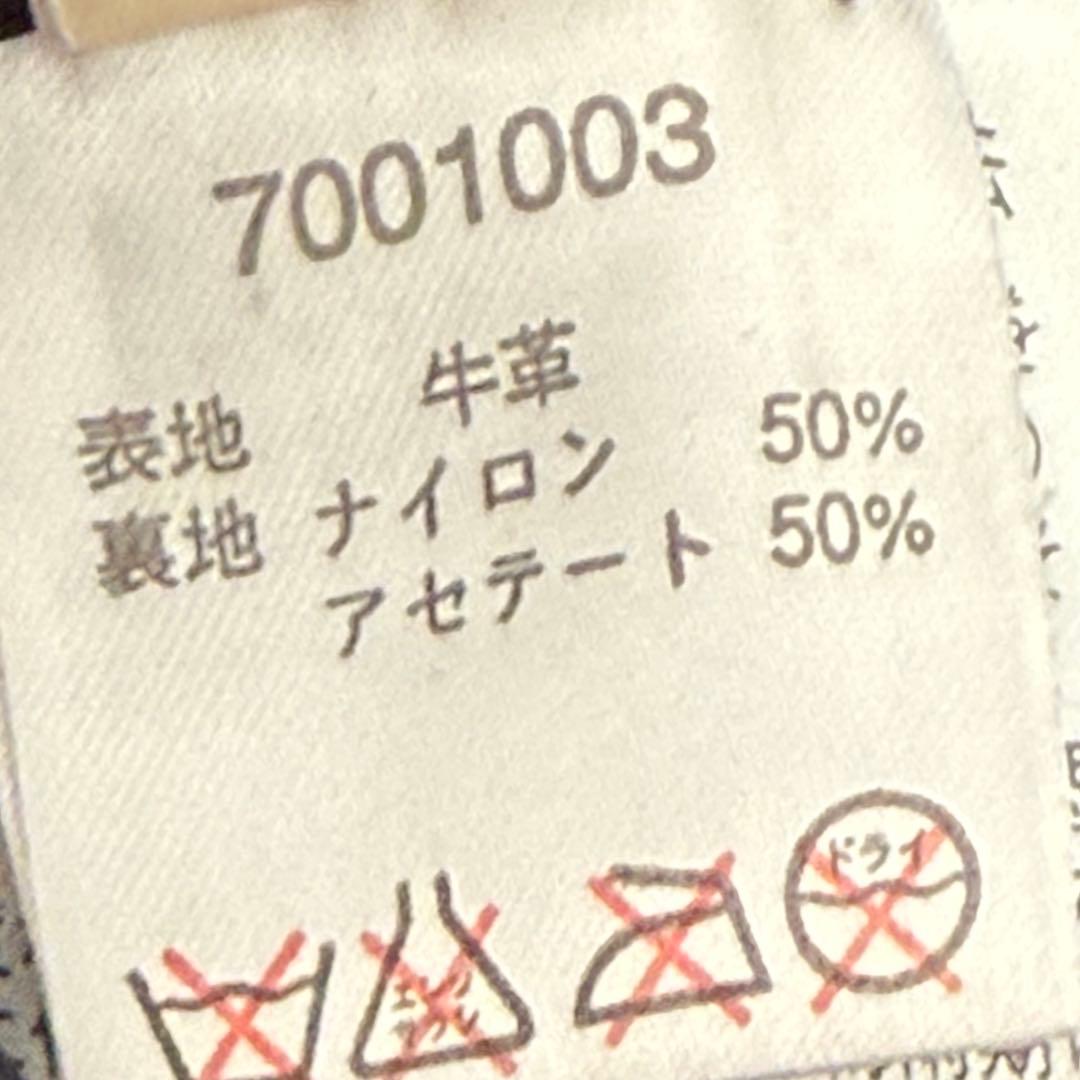 7001003
表地 牛革
裏地 ナイロン 50%
アセテート 50%
ドライ